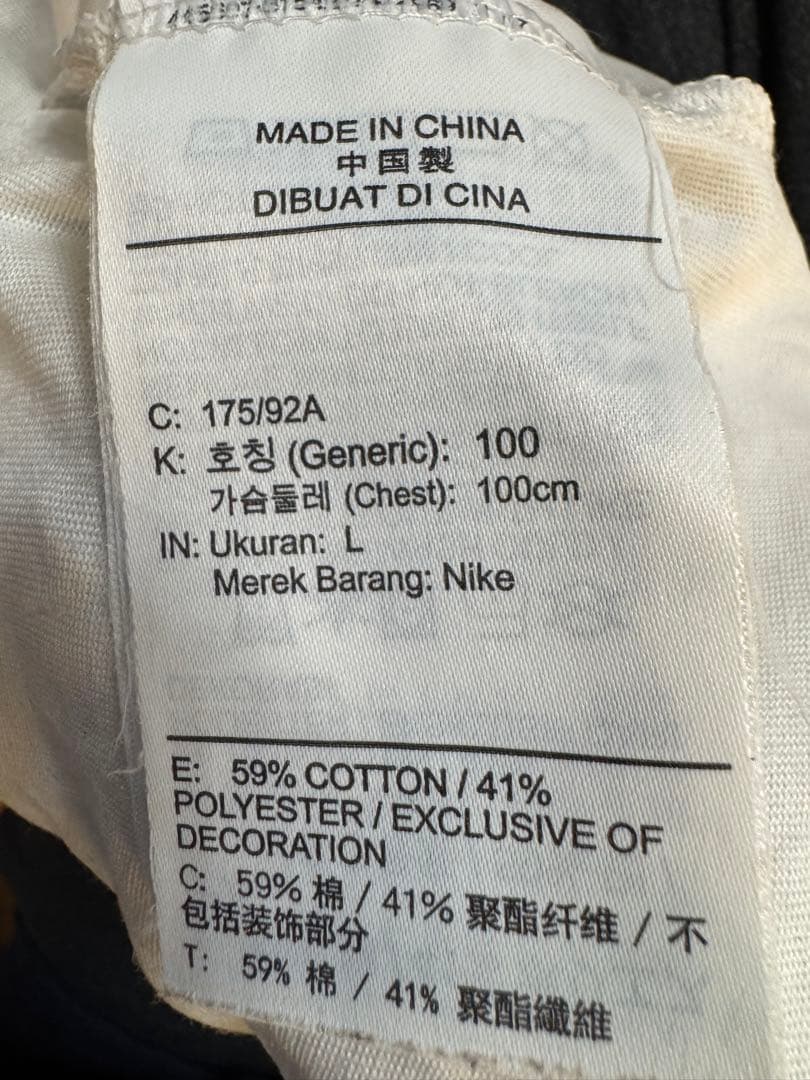 MADE IN CHINA
中国製
DIBUAT DI CINA
C: 175/92A
K: 호칭 (Generic): 100
가슴둘레 (Chest): 100cm
IN: Ukuran: L
Merek Barang: Nike
E: 59% COTTON / 41%
POLYESTER / EXCLUSIVE OF
DECORATION
C: 59% 棉 / 41% 聚酯纤维 / 不
包括装饰部分
T: 59% 棉 / 41% 聚酯纖維